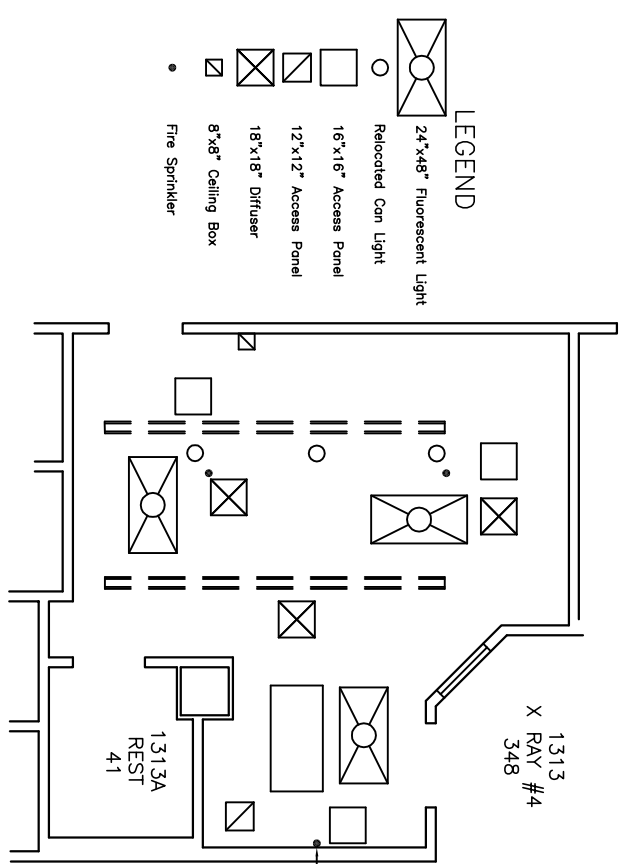 LEGEND
24"x48" Fluorescent Light
Relocated Can Light
16"x16" Access Panel
12"x12" Access Panel
18"x18" Diffuser
8"x8" Ceiling Box
Fire Sprinkler
1313
X RAY #4
348
1313A
REST
41